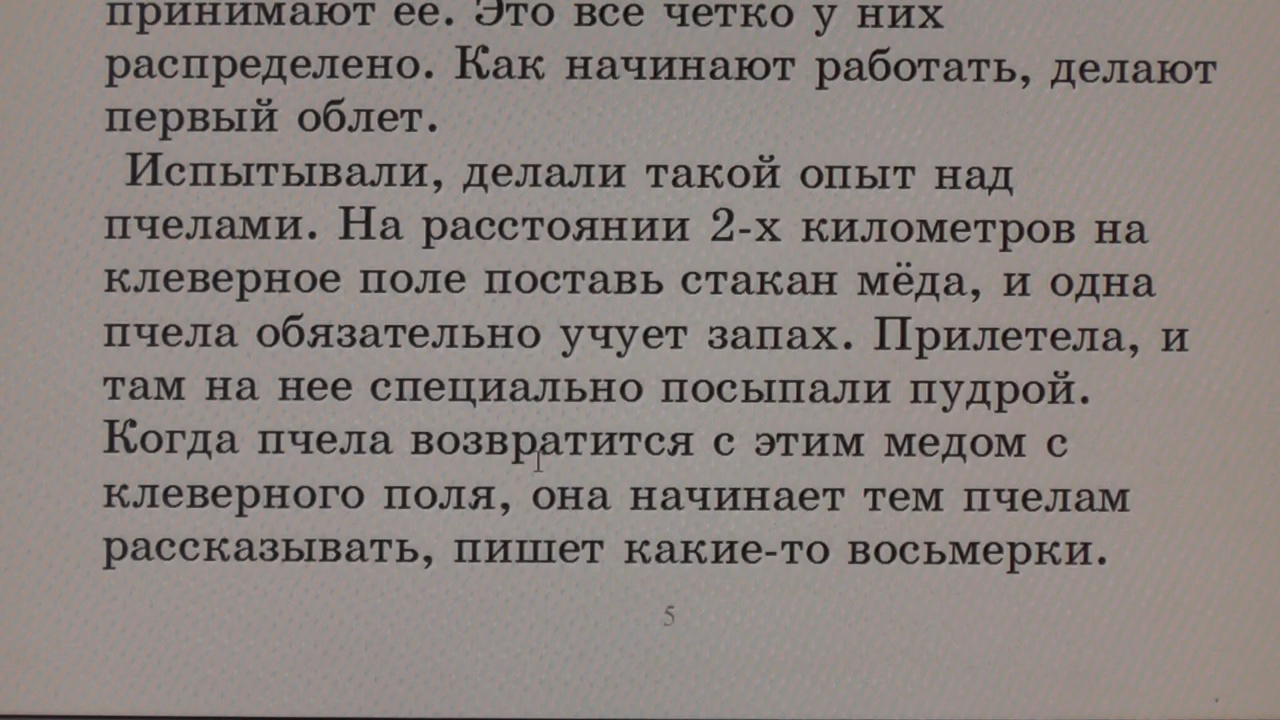 принимают ее. Это все четко у них
распределено. Как начинают работать, делают
первый облет.
Испытывали, делали такой опыт над
пчелами. На расстоянии 2-х километров на
клеверное поле поставь стакан мёда, и одна
пчела обязательно учует запах. Прилетела, и
там на нее специально посыпали пудрой.
Когда пчела возвратится с этим медом с
клеверного поля, она начинает тем пчелам
рассказывать, пишет какие-то восьмерки.
5